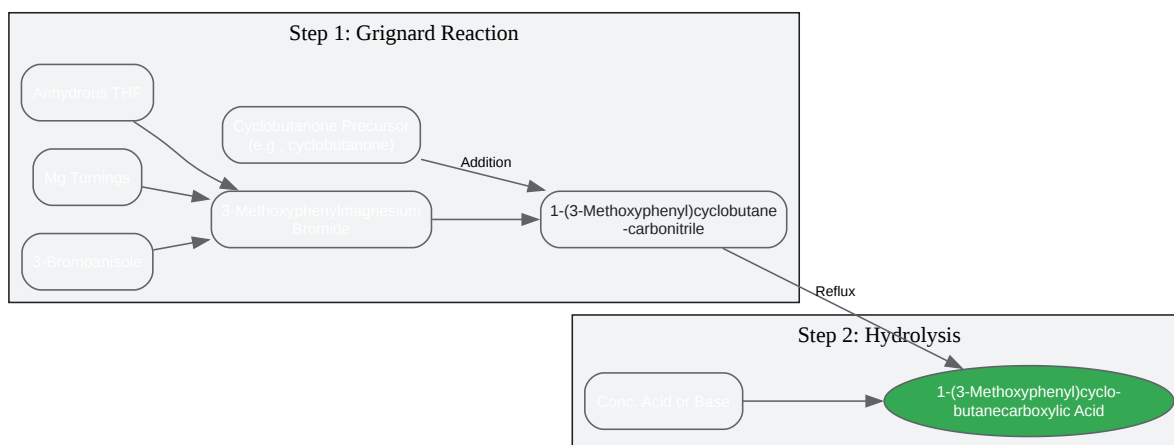 Step 1: Grignard Reaction
Anhydrous THF
Cyclobutanone Precursor
(e.g., cyclobutanone)
Addition
Mg Turnings
3-Methoxyphenylmagnesium
Bromide
1-(3-Methoxyphenyl)cyclobutane
-carbonitrile
3-Bromoanisole
Reflux
Step 2: Hydrolysis
Conc. Acid or Base
1-(3-Methoxyphenyl)cyclo-
butanecarboxylic Acid